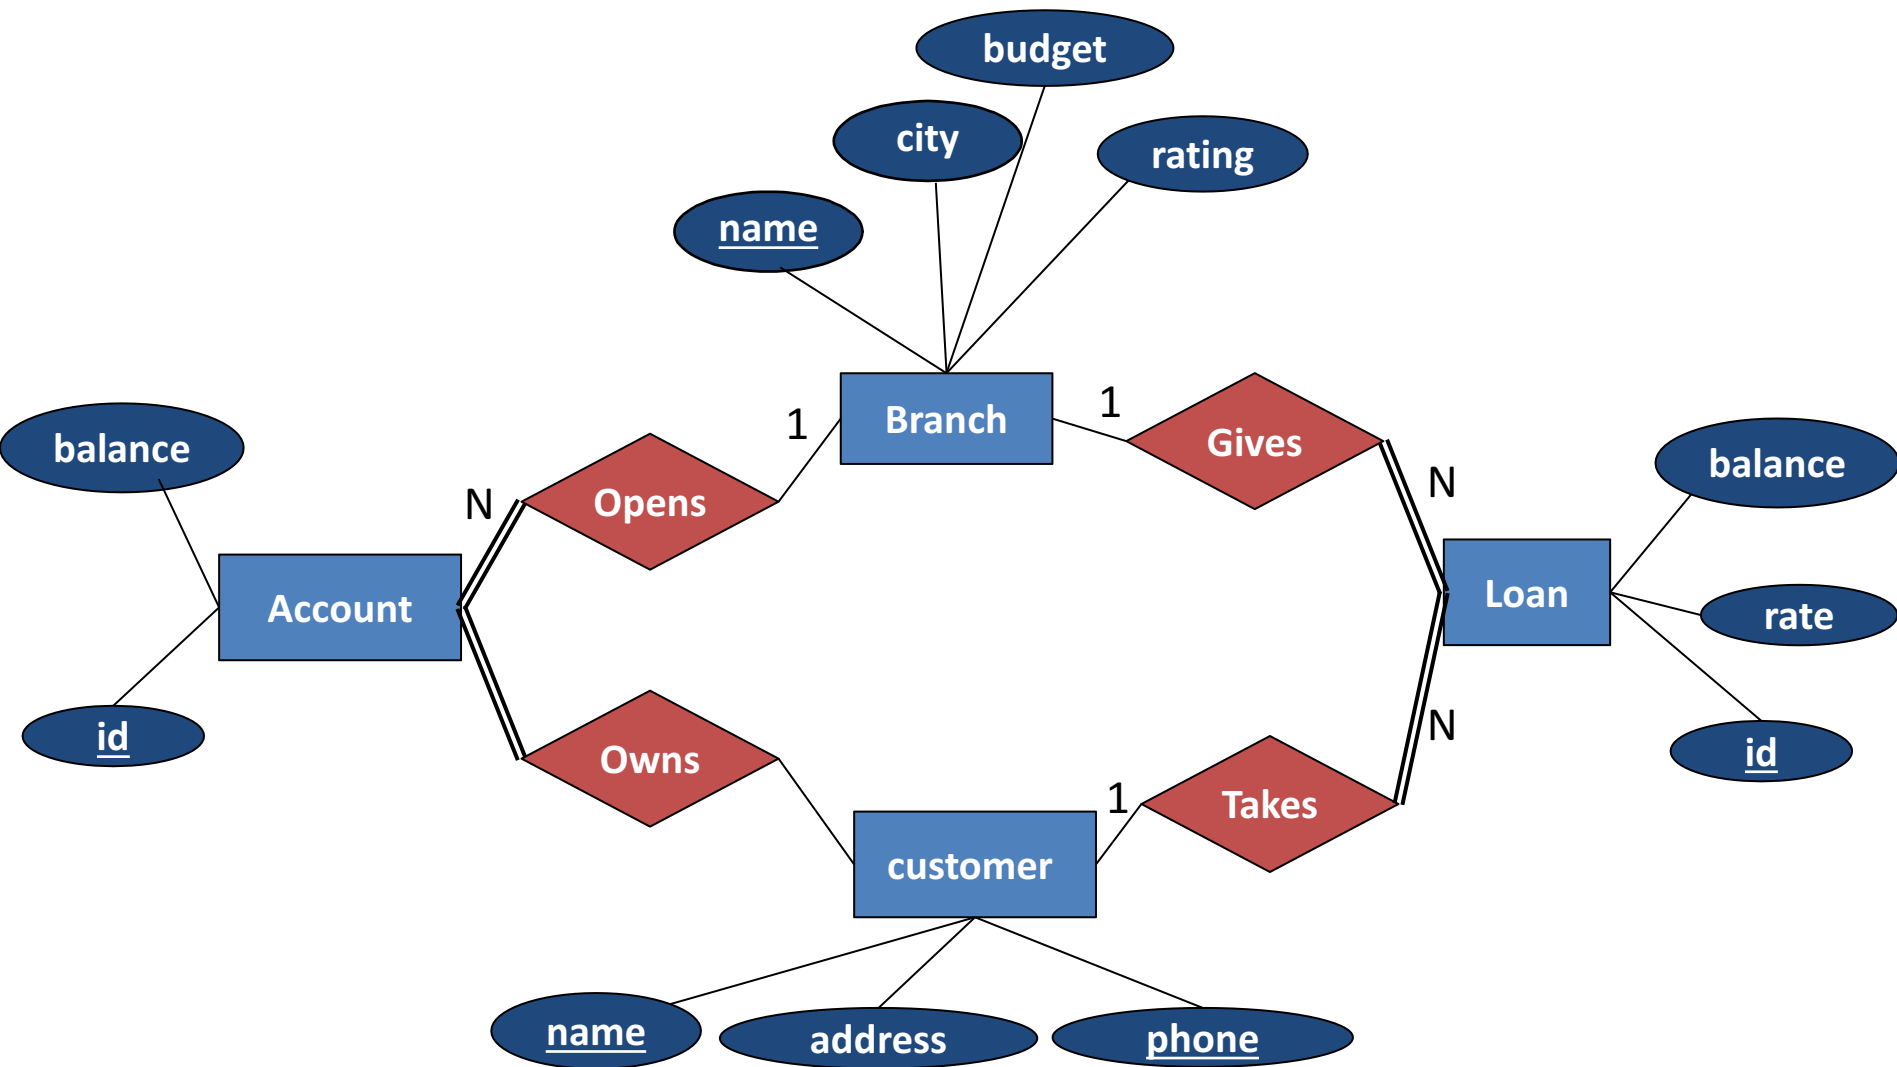 budget
city
rating
name
1
Branch
1
Gives
balance
N
Opens
N
balance
Account
Loan
rate
id
Owns
N
id
customer
1
Takes
name
address
phone